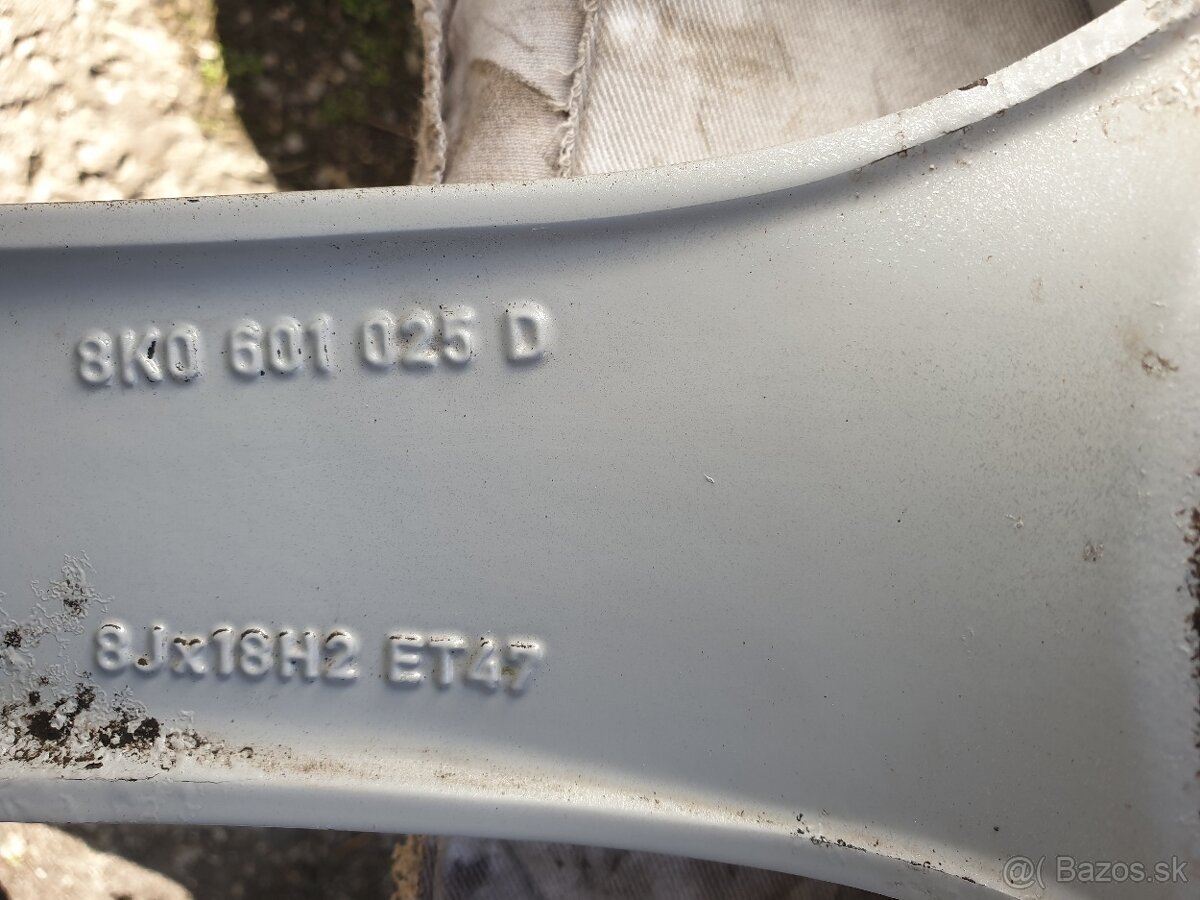 8K0 601 025 D
8Jx18H2 ET47
@( Bazos.sk